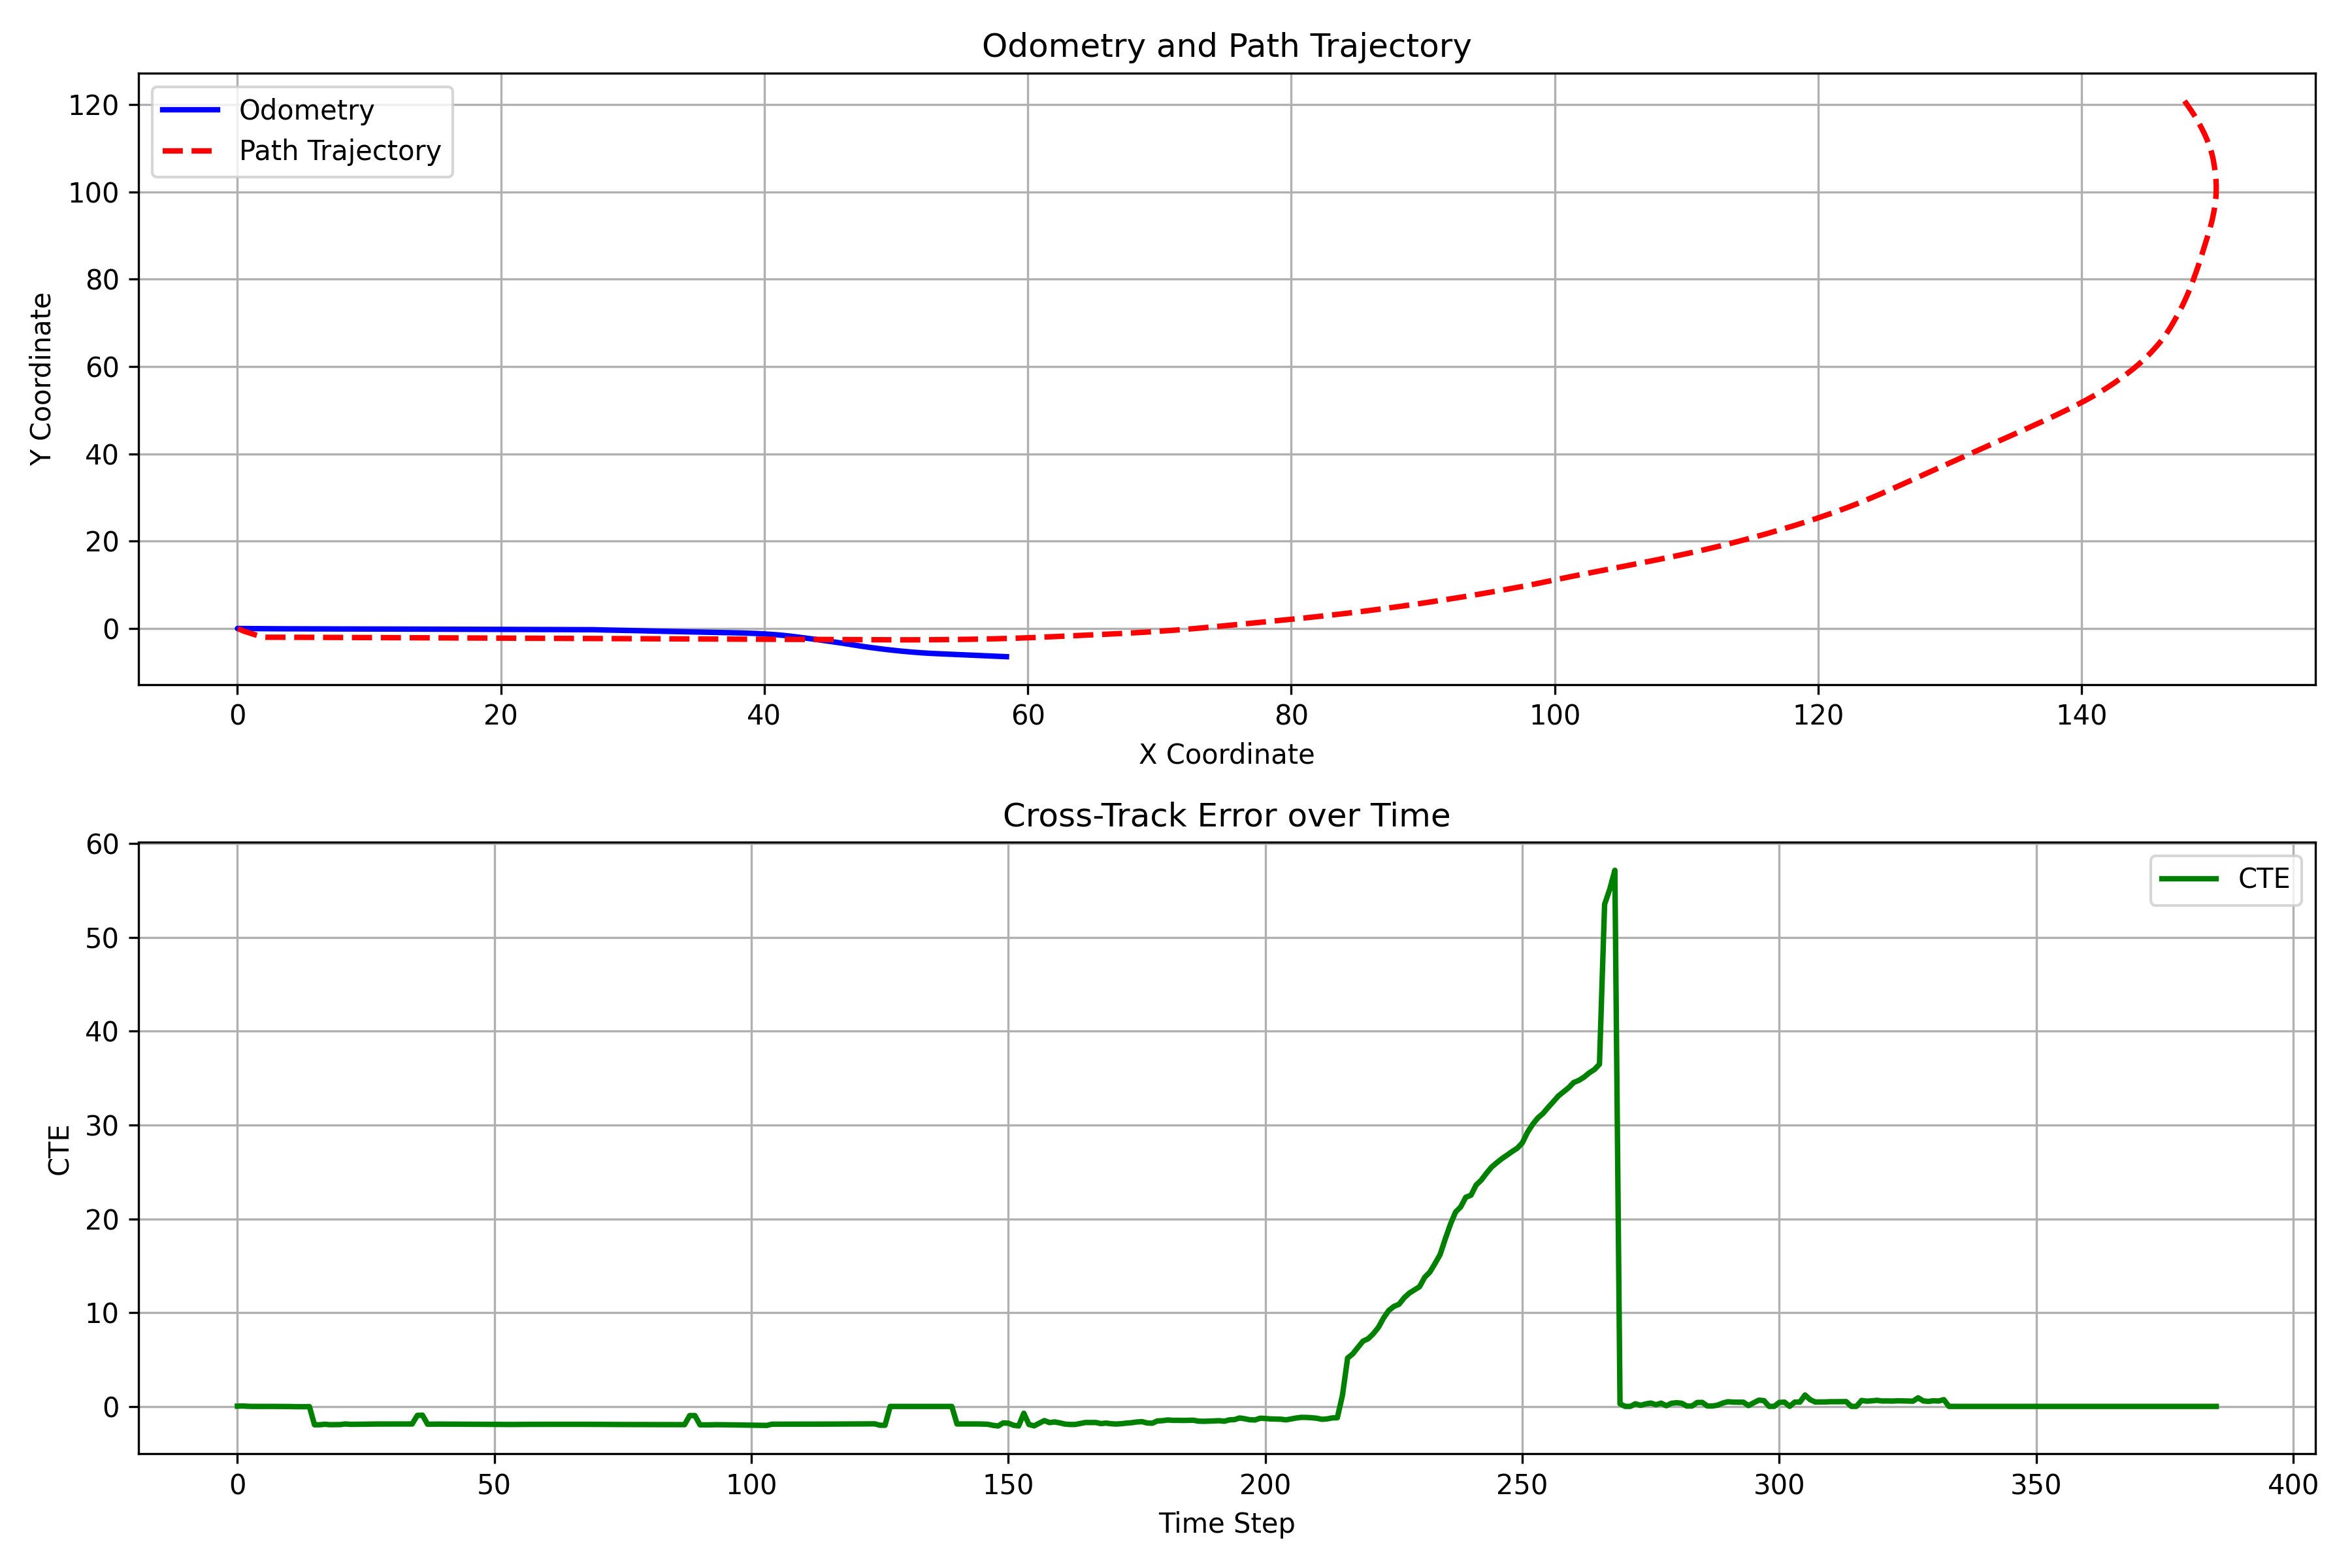 Odometry and Path Trajectory
Odometry
Path Trajectory
Y Coordinate
120
100
80
60
40
20
0
0 20 40 60 80 100 120 140
X Coordinate
Cross-Track Error over Time
CTE
CTE
60
50
40
30
20
10
0
0 50 100 150 200 250 300 350 400
Time Step